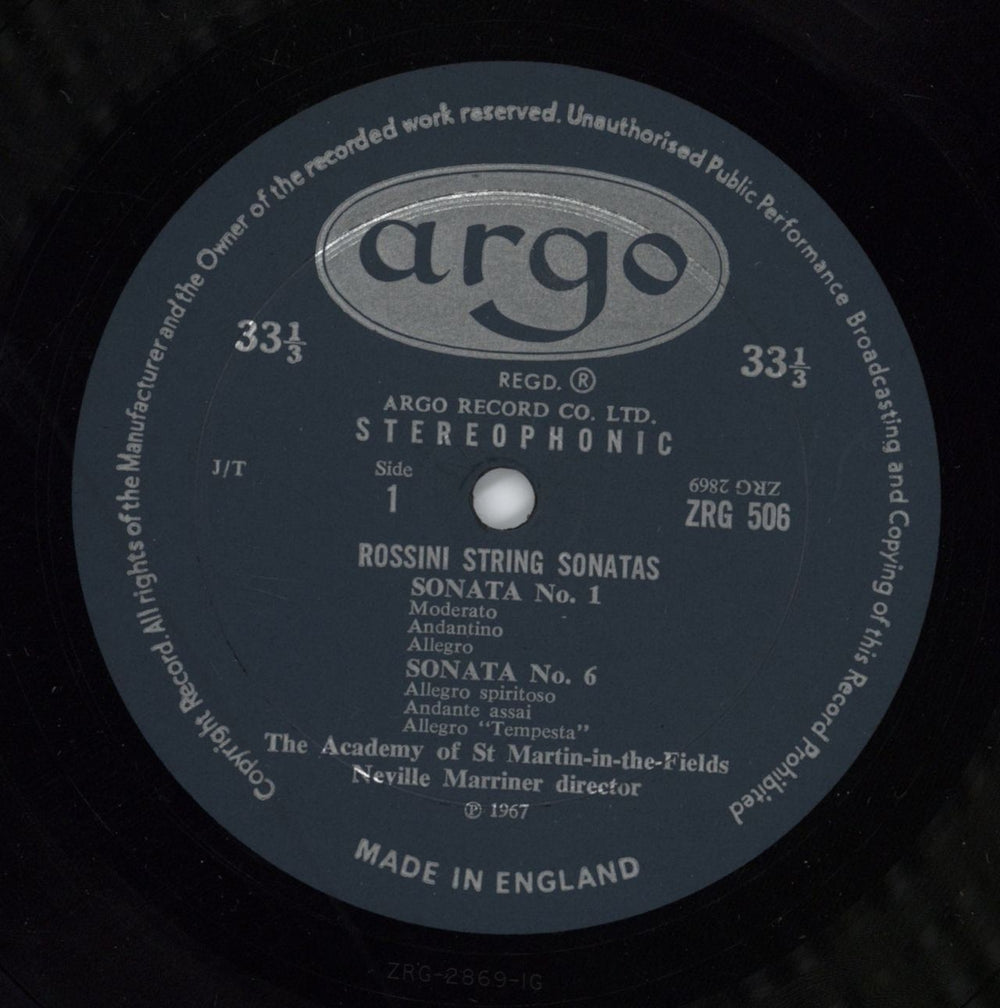 Copyright Record. All rights of the Manufacturer and the Owner of the recorded work reserved. Unauthorised Public Performance Broadcasting and Copying of this Record Prohibited
argo
33⅓
33⅓
REGD. ®
ARGO RECORD CO. LTD.
STEREOPHONIC
J/T
Side
1
ZRG 2869
ZRG 506
ROSSINI STRING SONATAS
SONATA No. 1
Moderato
Andantino
Allegro
SONATA No. 6
Allegro spiritoso
Andante assai
Allegro “Tempesta”
The Academy of St Martin-in-the-Fields
Neville Marriner director
℗ 1967
MADE IN ENGLAND
ZRG-2869-1G